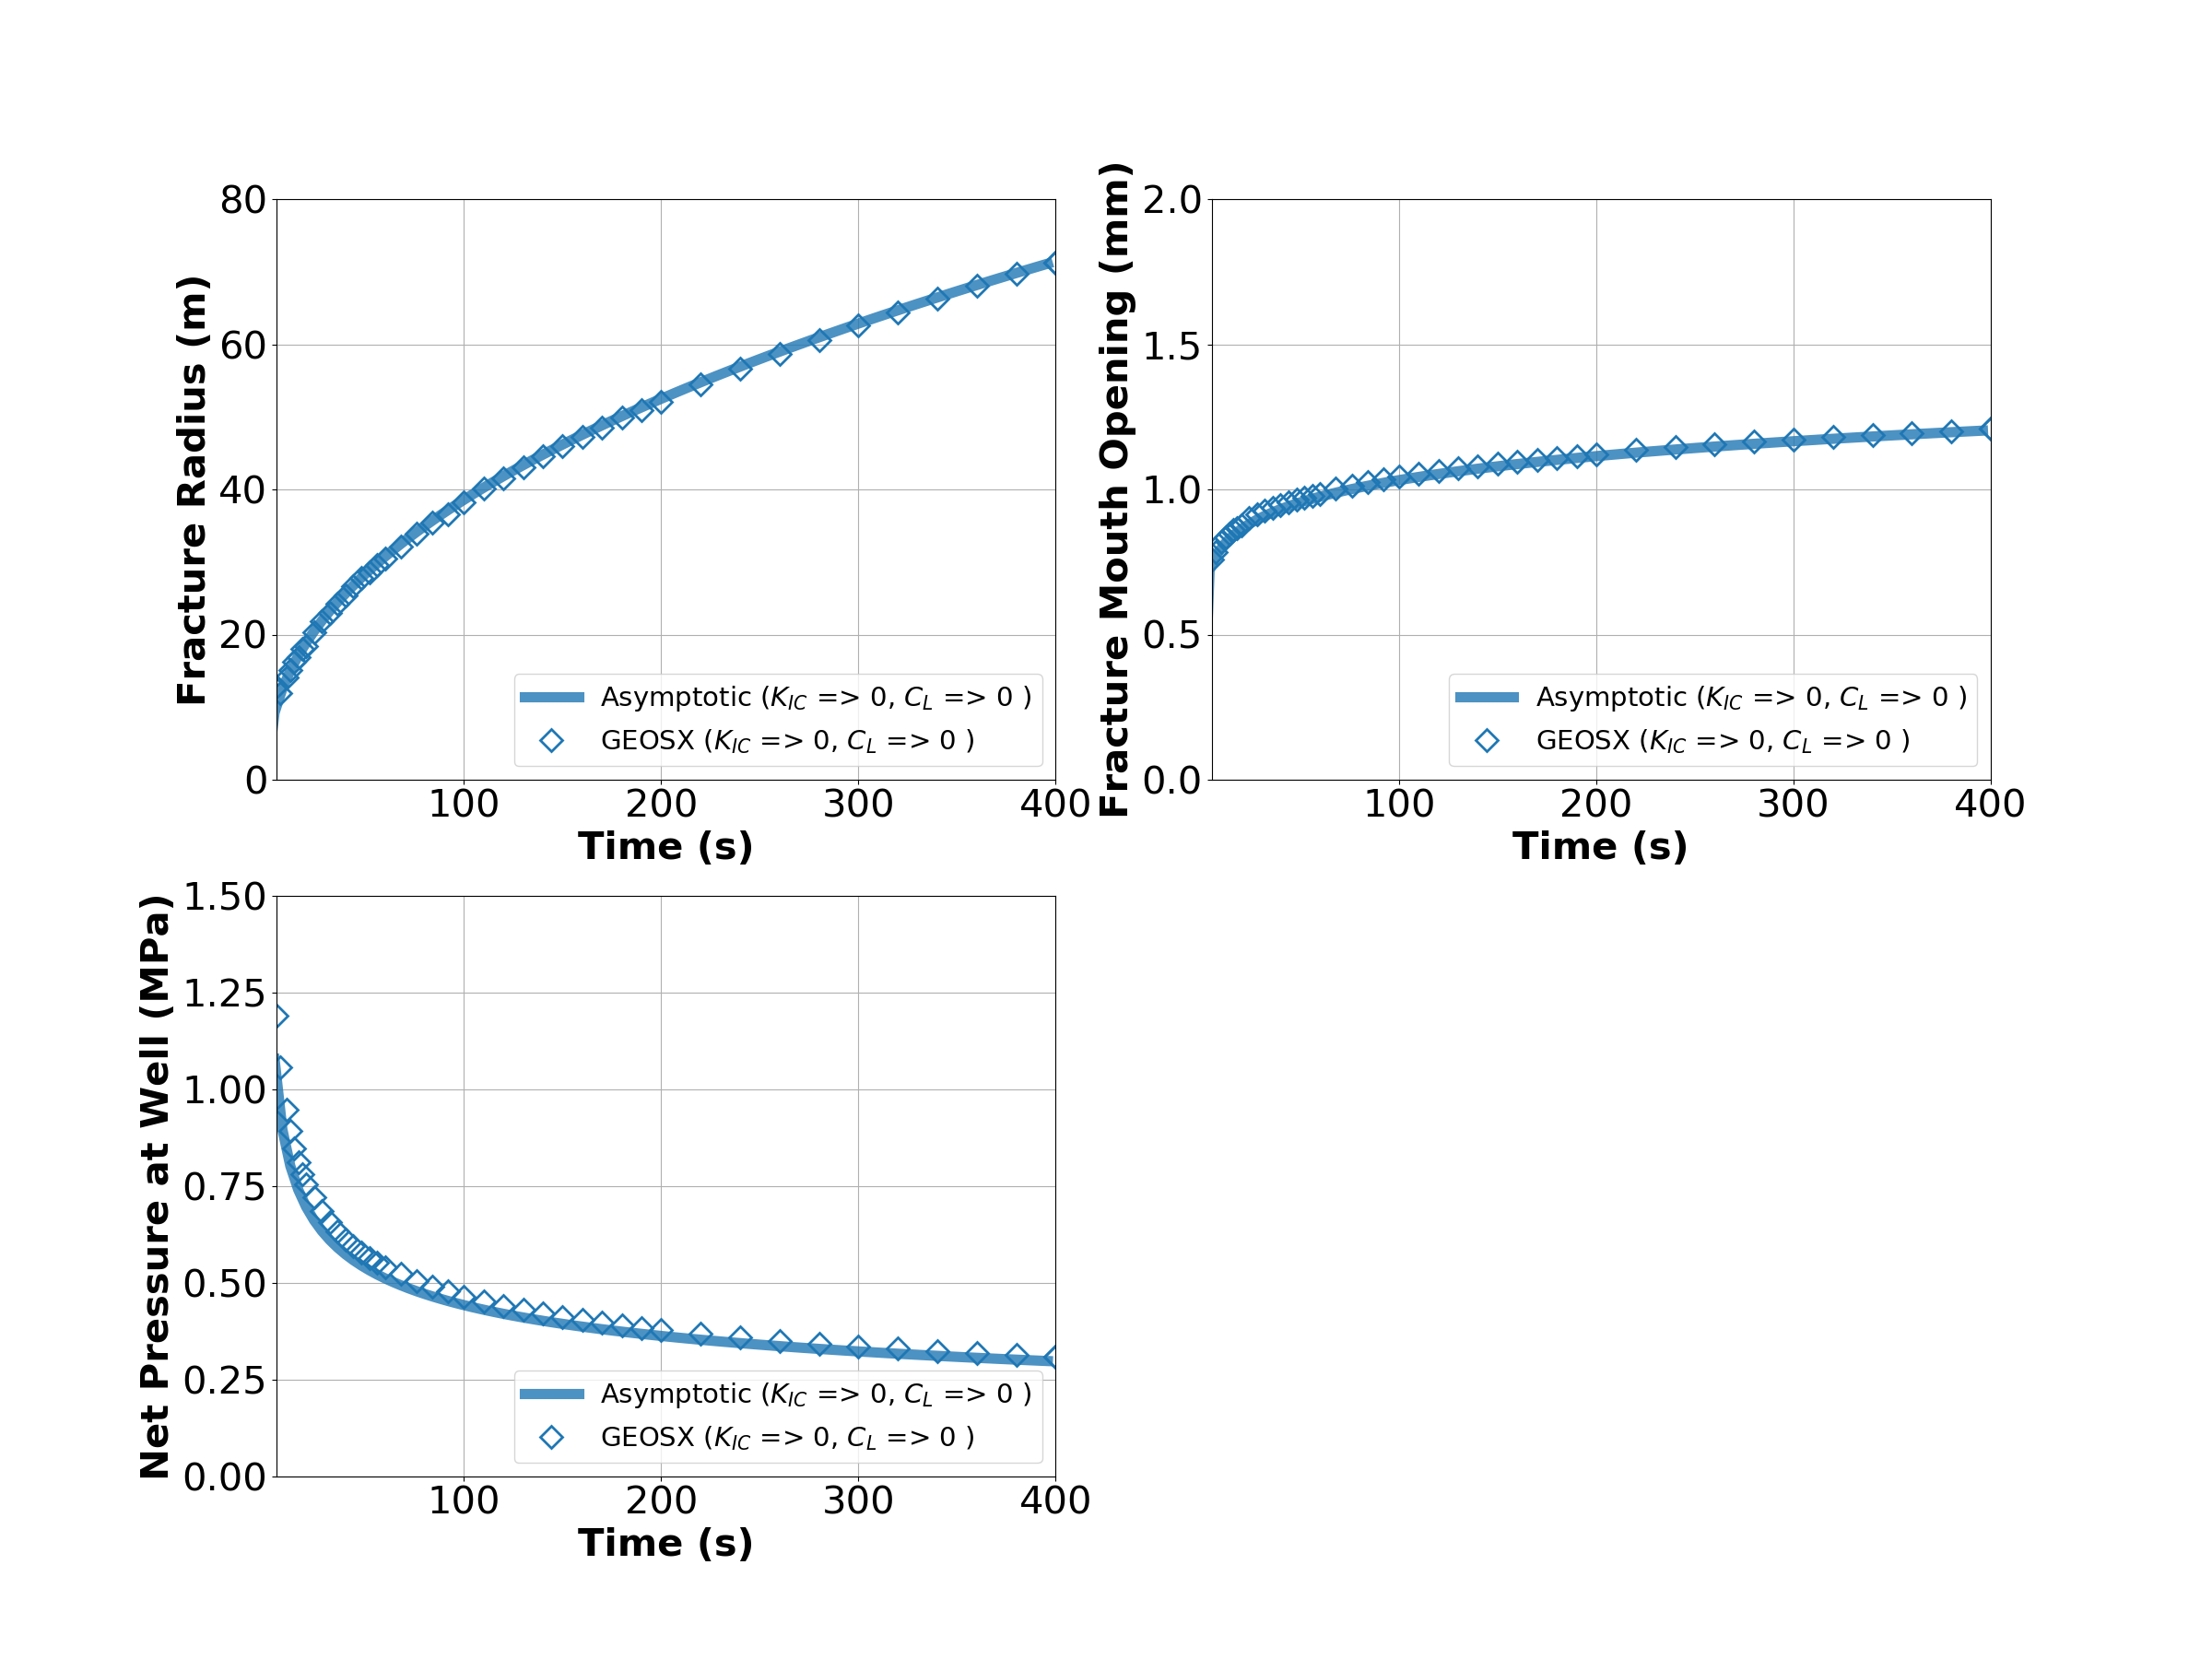 Fracture Radius (m)
80
60
40
20
0
100 200 300 400
Time (s)
Asymptotic (K_IC => 0, C_L => 0 )
GEOSX (K_IC => 0, C_L => 0 )
Fracture Mouth Opening (mm)
2.0
1.5
1.0
0.5
0.0
100 200 300 400
Time (s)
Asymptotic (K_IC => 0, C_L => 0 )
GEOSX (K_IC => 0, C_L => 0 )
Net Pressure at Well (MPa)
1.50
1.25
1.00
0.75
0.50
0.25
0.00
100 200 300 400
Time (s)
Asymptotic (K_IC => 0, C_L => 0 )
GEOSX (K_IC => 0, C_L => 0 )